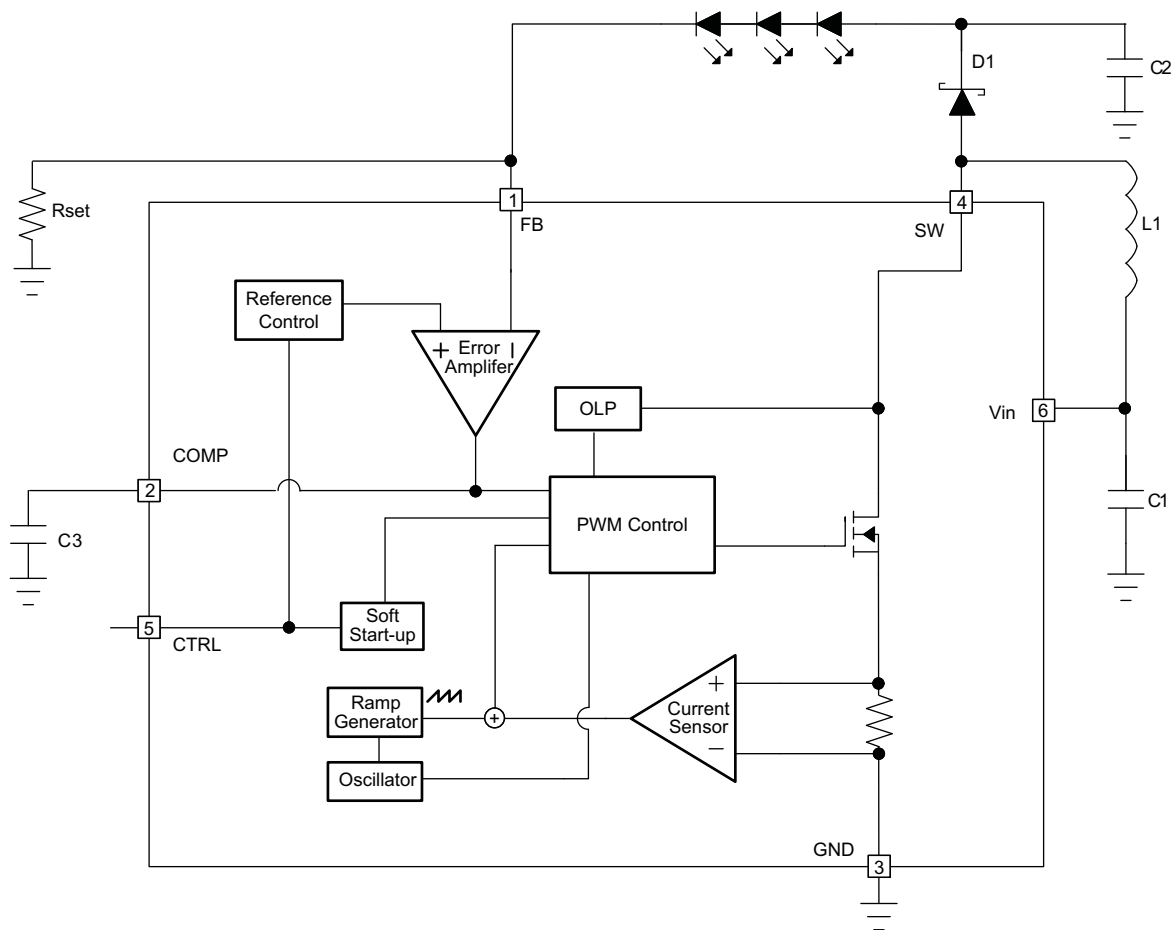 D1
C2
Rset
1
FB
4
SW
L1
Reference
Control
+
Error
Amplifer
−
OLP
Vin
6
COMP
2
C3
PWM Control
C1
5
CTRL
Soft
Start-up
Ramp
Generator
+
+
Current
Sensor
−
Oscillator
GND
3